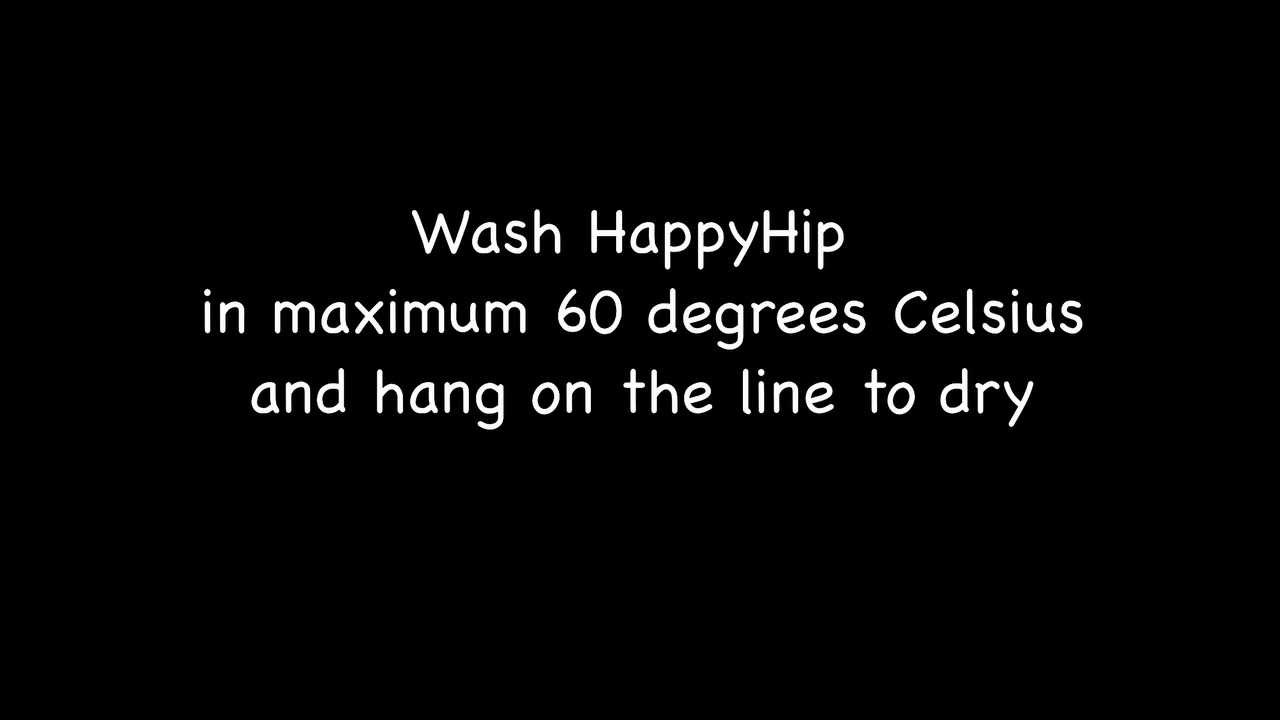 Wash HappyHip
in maximum 60 degrees Celsius
and hang on the line to dry